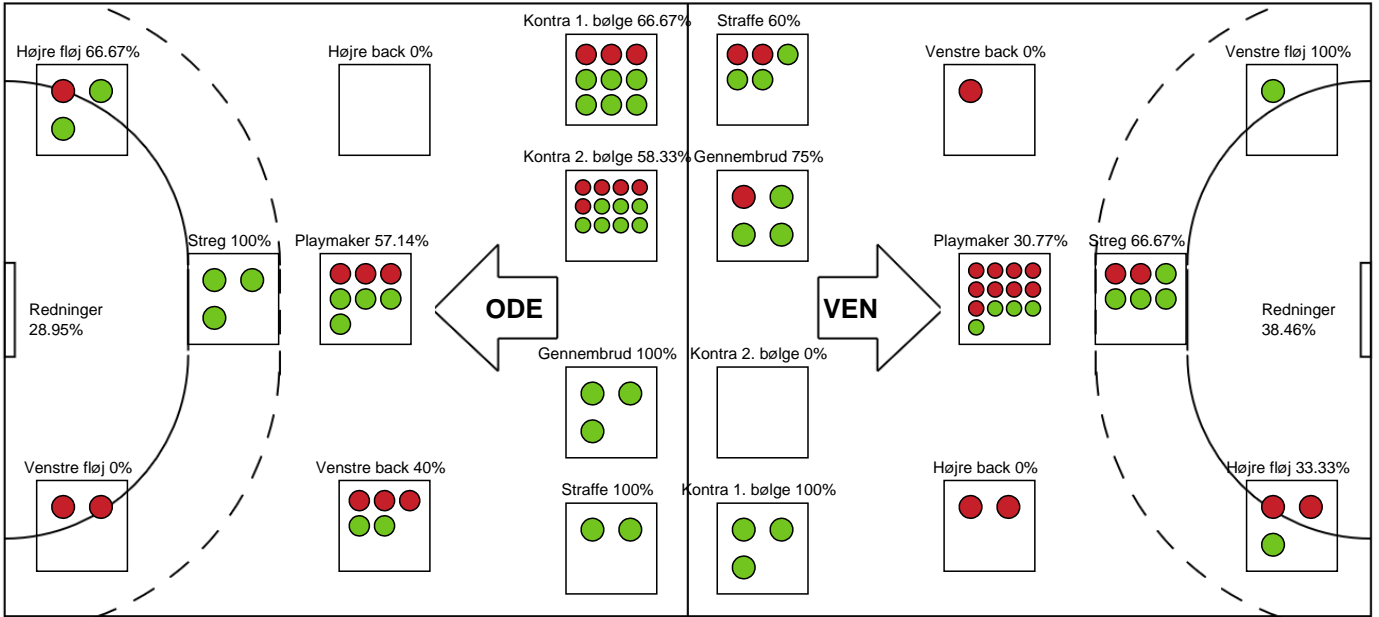 Kontra 1. bølge 66.67%
Straffe 60%
Højre fløj 66.67%
Højre back 0%
Venstre back 0%
Venstre fløj 100%
Kontra 2. bølge 58.33%
Gennembrud 75%
Streg 100%
Playmaker 57.14%
Playmaker 30.77%
Streg 66.67%
Redninger
28.95%
ODE
VEN
Redninger
38.46%
Gennembrud 100%
Kontra 2. bølge 0%
Venstre fløj 0%
Venstre back 40%
Straffe 100%
Kontra 1. bølge 100%
Højre back 0%
Højre fløj 33.33%